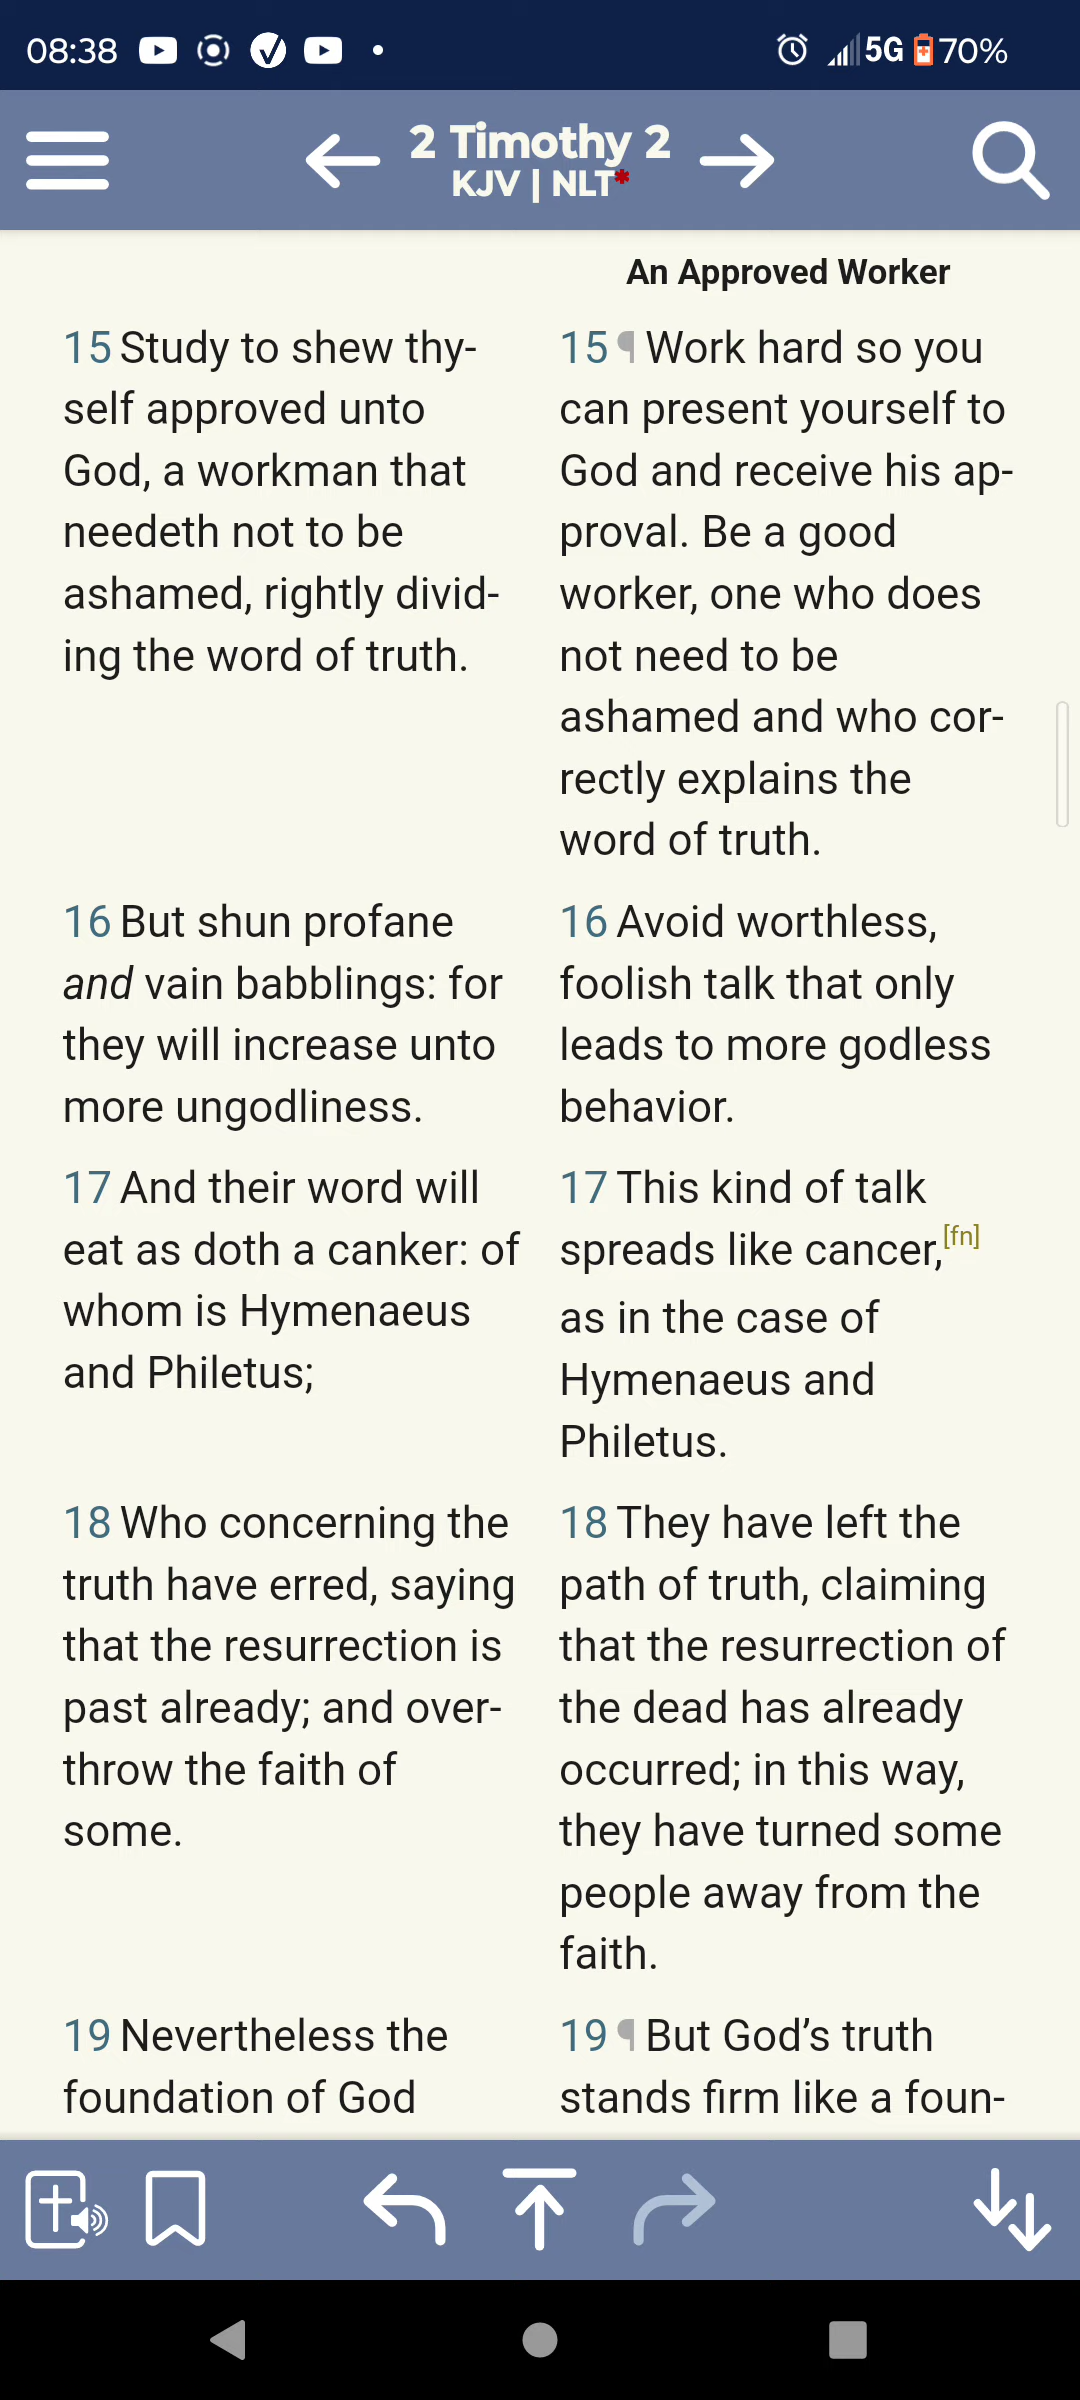 08:38
5G 70%
2 Timothy 2
KJV | NLT*
An Approved Worker
15 Study to shew thy-
self approved unto
God, a workman that
needeth not to be
ashamed, rightly divid-
ing the word of truth.
15 ¶ Work hard so you
can present yourself to
God and receive his ap-
proval. Be a good
worker, one who does
not need to be
ashamed and who cor-
rectly explains the
word of truth.
16 But shun profane
and vain babblings: for
they will increase unto
more ungodliness.
16 Avoid worthless,
foolish talk that only
leads to more godless
behavior.
17 And their word will
eat as doth a canker: of
whom is Hymenaeus
and Philetus;
17 This kind of talk
spreads like cancer,[fn]
as in the case of
Hymenaeus and
Philetus.
18 Who concerning the
truth have erred, saying
that the resurrection is
past already; and over-
throw the faith of
some.
18 They have left the
path of truth, claiming
that the resurrection of
the dead has already
occurred; in this way,
they have turned some
people away from the
faith.
19 Nevertheless the
foundation of God
19 ¶ But God’s truth
stands firm like a foun-